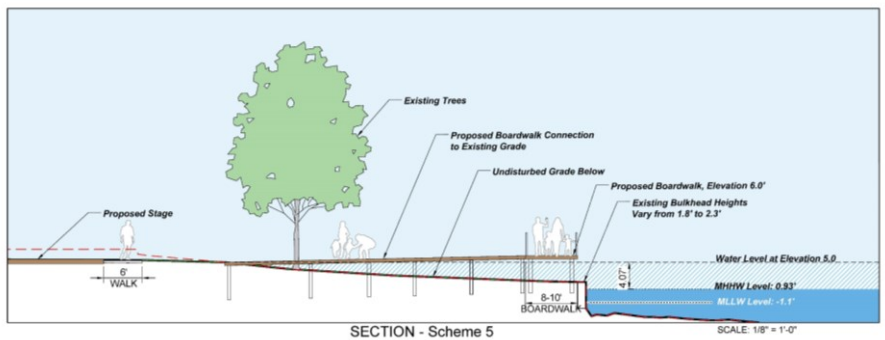 Existing Trees
Proposed Boardwalk Connection
to Existing Grade
Undisturbed Grade Below
Proposed Boardwalk, Elevation 6.0'
Existing Bulkhead Heights
Vary from 1.8' to 2.3'
Proposed Stage
Water Level at Elevation 5.0
6'
WALK
4.07'
MHHW Level: 0.93'
8-10'
BOARDWALK
MLLW Level: -1.1'
SECTION - Scheme 5
SCALE: 1/8" = 1'-0"